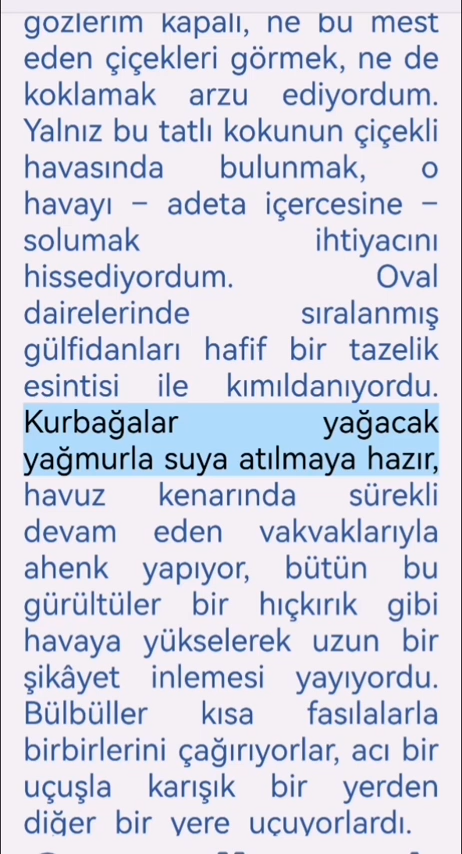 gözlerim kapalı, ne bu mest
eden çiçekleri görmek, ne de
koklamak arzu ediyordum.
Yalnız bu tatlı kokunun çiçekli
havasında bulunmak, o
havayı – adeta içercesine –
solumak ihtiyacını
hissediyordum. Oval
dairelerinde sıralanmış
gülfidanları hafif bir tazelik
esintisi ile kımıldanıyordu.
Kurbağalar yağacak
yağmurla suya atılmaya hazır,
havuz kenarında sürekli
devam eden vakvaklarıyla
ahenk yapıyor, bütün bu
gürültüler bir hıçkırık gibi
havaya yükselerek uzun bir
şikâyet inlemesi yayıyordu.
Bülbüller kısa fasılalarla
birbirlerini çağırıyorlar, acı bir
uçuşla karışık bir yerden
diğer bir yere uçuyorlardı.